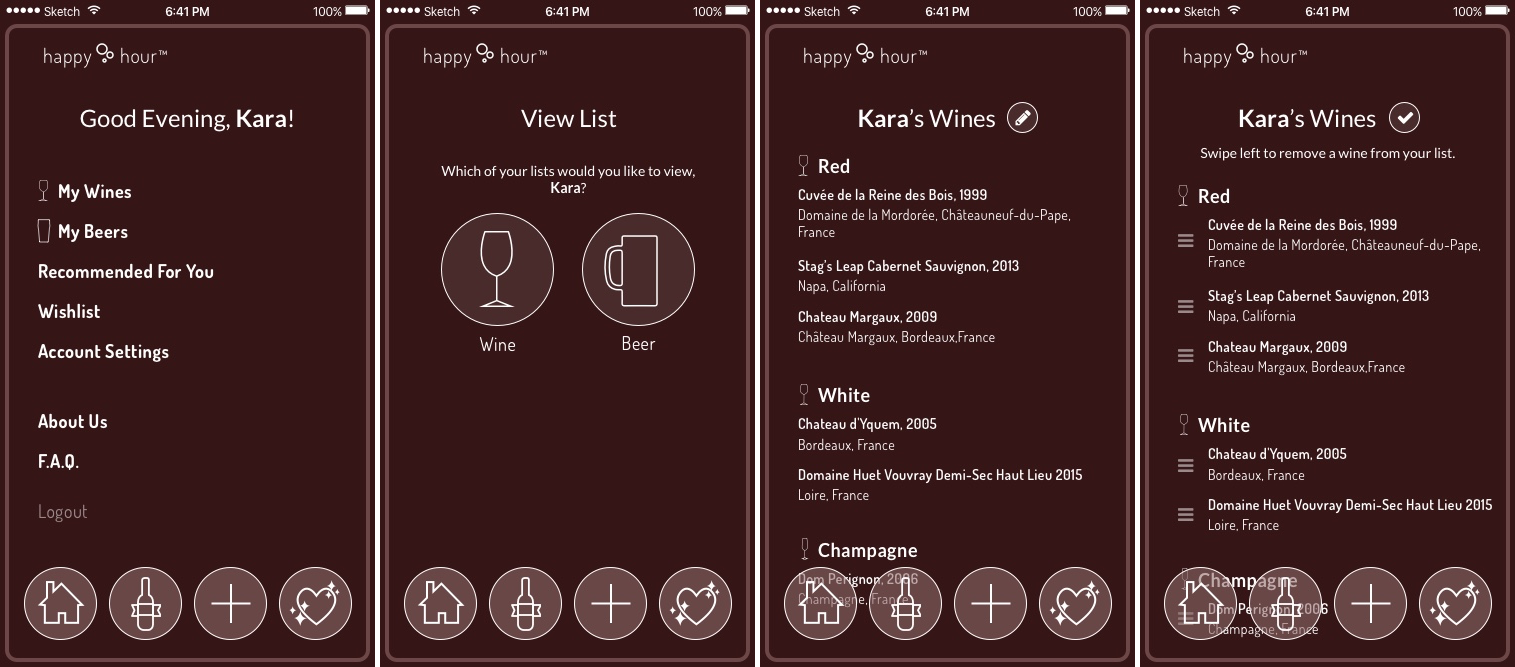 Sketch 6:41 PM 100%
happy hour™
Good Evening, Kara!
My Wines
My Beers
Recommended For You
Wishlist
Account Settings
About Us
F.A.Q.
Logout
Sketch 6:41 PM 100%
happy hour™
View List
Which of your lists would you like to view,
Kara?
Wine Beer
Sketch 6:41 PM 100%
happy hour™
Kara's Wines
Red
Cuvée de la Reine des Bois, 1999
Domaine de la Mordorée, Châteauneuf-du-Pape,
France
Stag's Leap Cabernet Sauvignon, 2013
Napa, California
Chateau Margaux, 2009
Château Margaux, Bordeaux,France
White
Chateau d'Yquem, 2005
Bordeaux, France
Domaine Huet Vouvray Demi-Sec Haut Lieu 2015
Loire, France
Champagne
Dom Perignon, 2006
Champagne, France
Sketch 6:41 PM 100%
happy hour™
Kara's Wines
Swipe left to remove a wine from your list.
Red
Cuvée de la Reine des Bois, 1999
Domaine de la Mordorée, Châteauneuf-du-Pape,
France
Stag's Leap Cabernet Sauvignon, 2013
Napa, California
Chateau Margaux, 2009
Château Margaux, Bordeaux,France
White
Chateau d'Yquem, 2005
Bordeaux, France
Domaine Huet Vouvray Demi-Sec Haut Lieu 2015
Loire, France
Champagne
Dom Perignon, 2006
Champagne, France